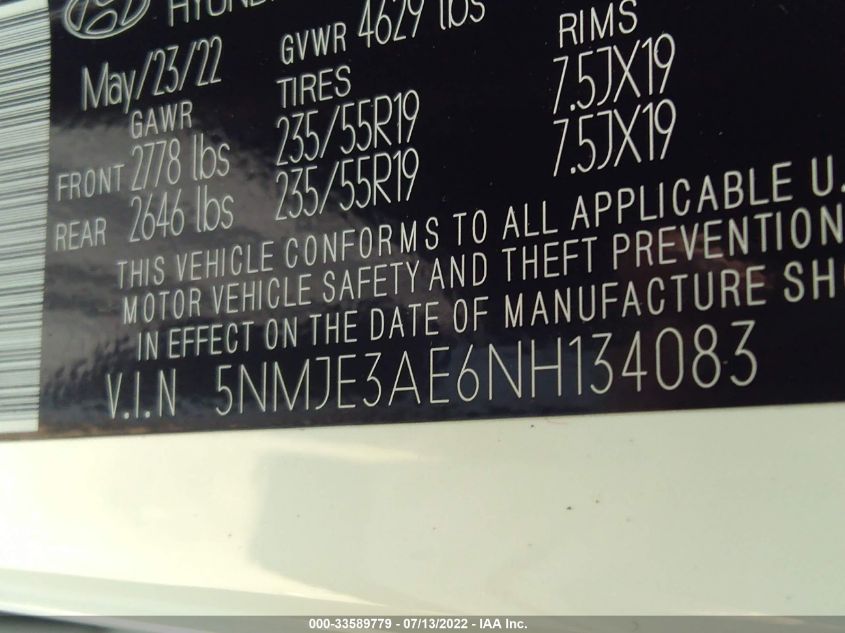 HYUNDAI
May/23/22 GVWR 4629 lbs
GAWR TIRES RIMS
FRONT 2778 lbs 235/55R19 7.5JX19
REAR 2646 lbs 235/55R19 7.5JX19
THIS VEHICLE CONFORMS TO ALL APPLICABLE U.
MOTOR VEHICLE SAFETY AND THEFT PREVENTION
IN EFFECT ON THE DATE OF MANUFACTURE SH
V.I.N 5NMJE3AE6NH134083
000-33589779 - 07/13/2022 - IAA Inc.